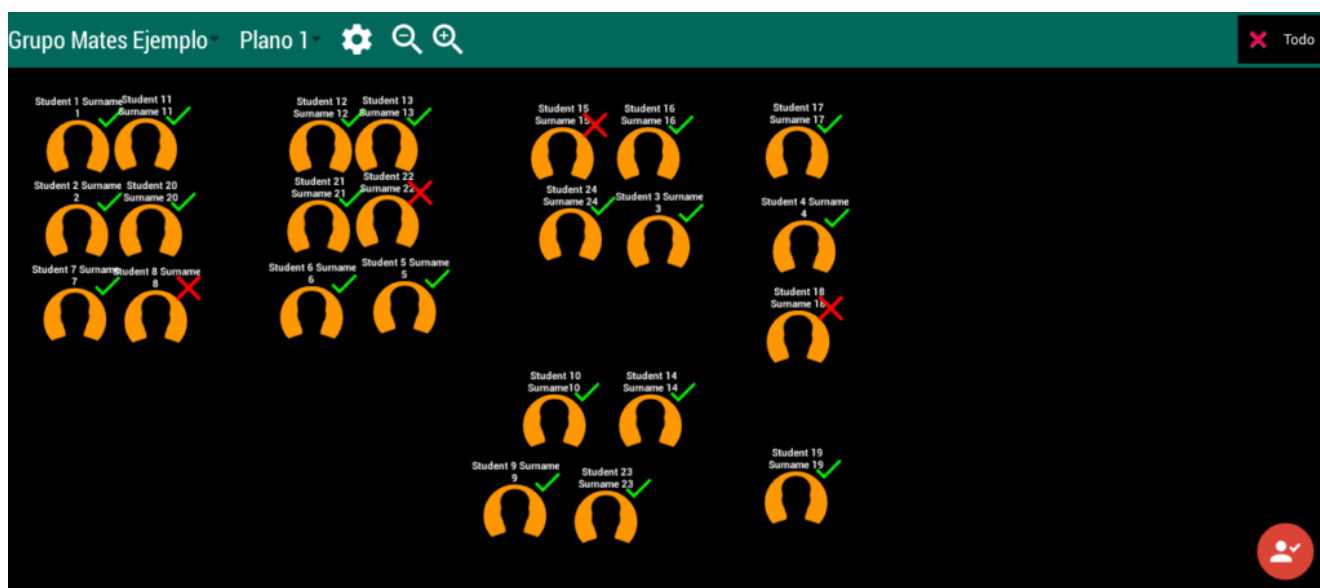 Grupo Mates Ejemplo Plano 1 Todo
Student 1 Surname
1
Student 11
Surname 11
Student 12
Surname 12
Student 13
Surname 13
Student 15
Surname 15
Student 16
Surname 16
Student 17
Surname 17
Student 2 Surname
2
Student 20
Surname 20
Student 21
Surname 21
Student 22
Surname 22
Student 24
Surname 24
Student 3 Surname
3
Student 4 Surname
4
Student 7 Surname
7
Student 8 Surname
8
Student 6 Surname
6
Student 5 Surname
5
Student 18
Surname 18
Student 10
Surname10
Student 14
Surname 14
Student 9 Surname
9
Student 23
Surname 23
Student 19
Surname 19